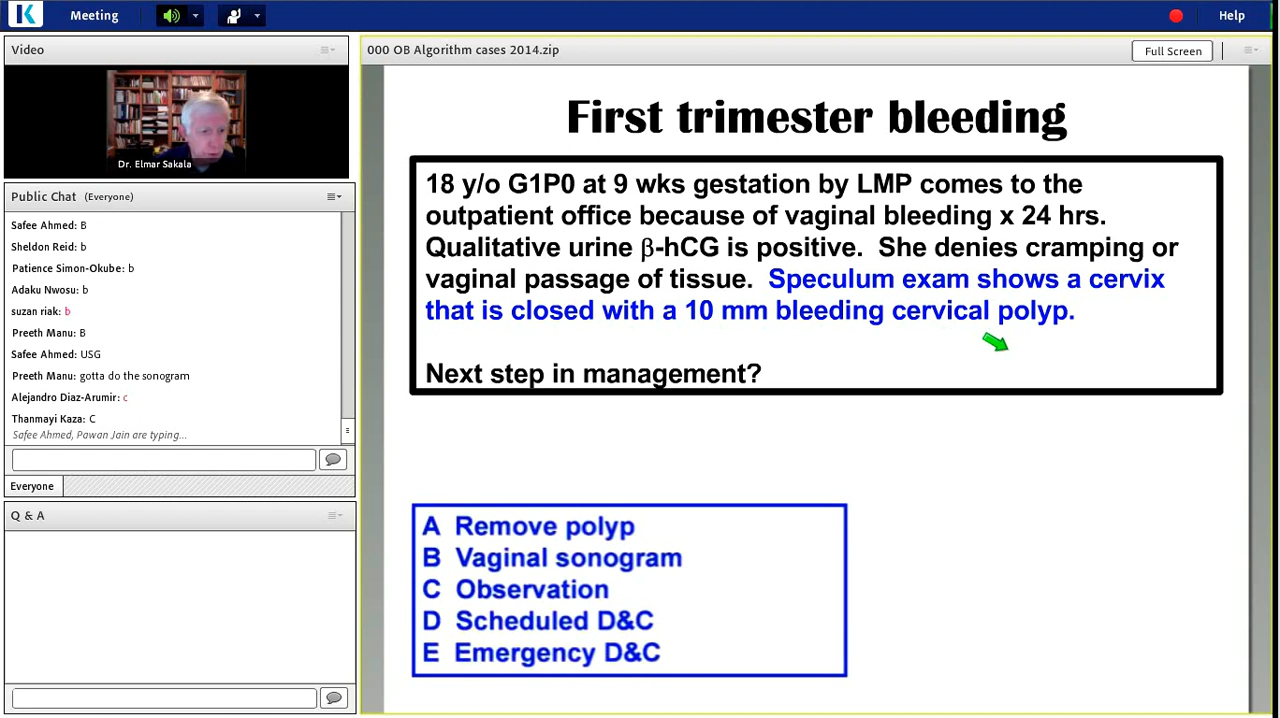 K
Meeting
Help
Video
Dr. Elmar Sakala
Public Chat (Everyone)
Safee Ahmed: B
Sheldon Reid: b
Patience Simon-Okube: b
Adaku Nwosu: b
suzan riak: b
Preeth Manu: B
Safee Ahmed: USG
Preeth Manu: gotta do the sonogram
Alejandro Diaz-Arumir: c
Thanmayi Kaza: C
Safee Ahmed, Pawan Jain are typing...
Everyone
Q & A
000 OB Algorithm cases 2014.zip
Full Screen
First trimester bleeding
18 y/o G1P0 at 9 wks gestation by LMP comes to the
outpatient office because of vaginal bleeding x 24 hrs.
Qualitative urine β-hCG is positive. She denies cramping or
vaginal passage of tissue. Speculum exam shows a cervix
that is closed with a 10 mm bleeding cervical polyp.
Next step in management?
A Remove polyp
B Vaginal sonogram
C Observation
D Scheduled D&C
E Emergency D&C